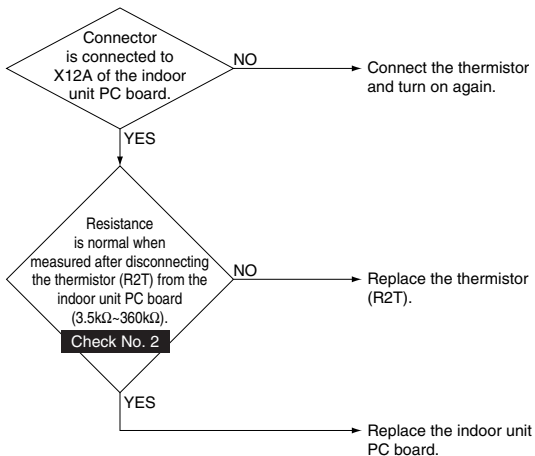 Connector
is connected to
X12A of the indoor
unit PC board.
NO
Connect the thermistor
and turn on again.
YES
Resistance
is normal when
measured after disconnecting
the thermistor (R2T) from the
indoor unit PC board
(3.5kΩ~360kΩ).
Check No. 2
NO
Replace the thermistor
(R2T).
YES
Replace the indoor unit
PC board.